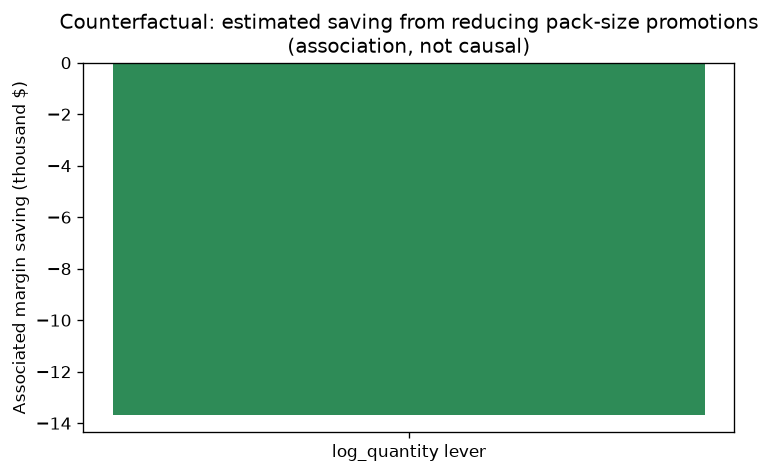 Counterfactual: estimated saving from reducing pack-size promotions
(association, not causal)
Associated margin saving (thousand $)
0
−2
−4
−6
−8
−10
−12
−14
log_quantity lever